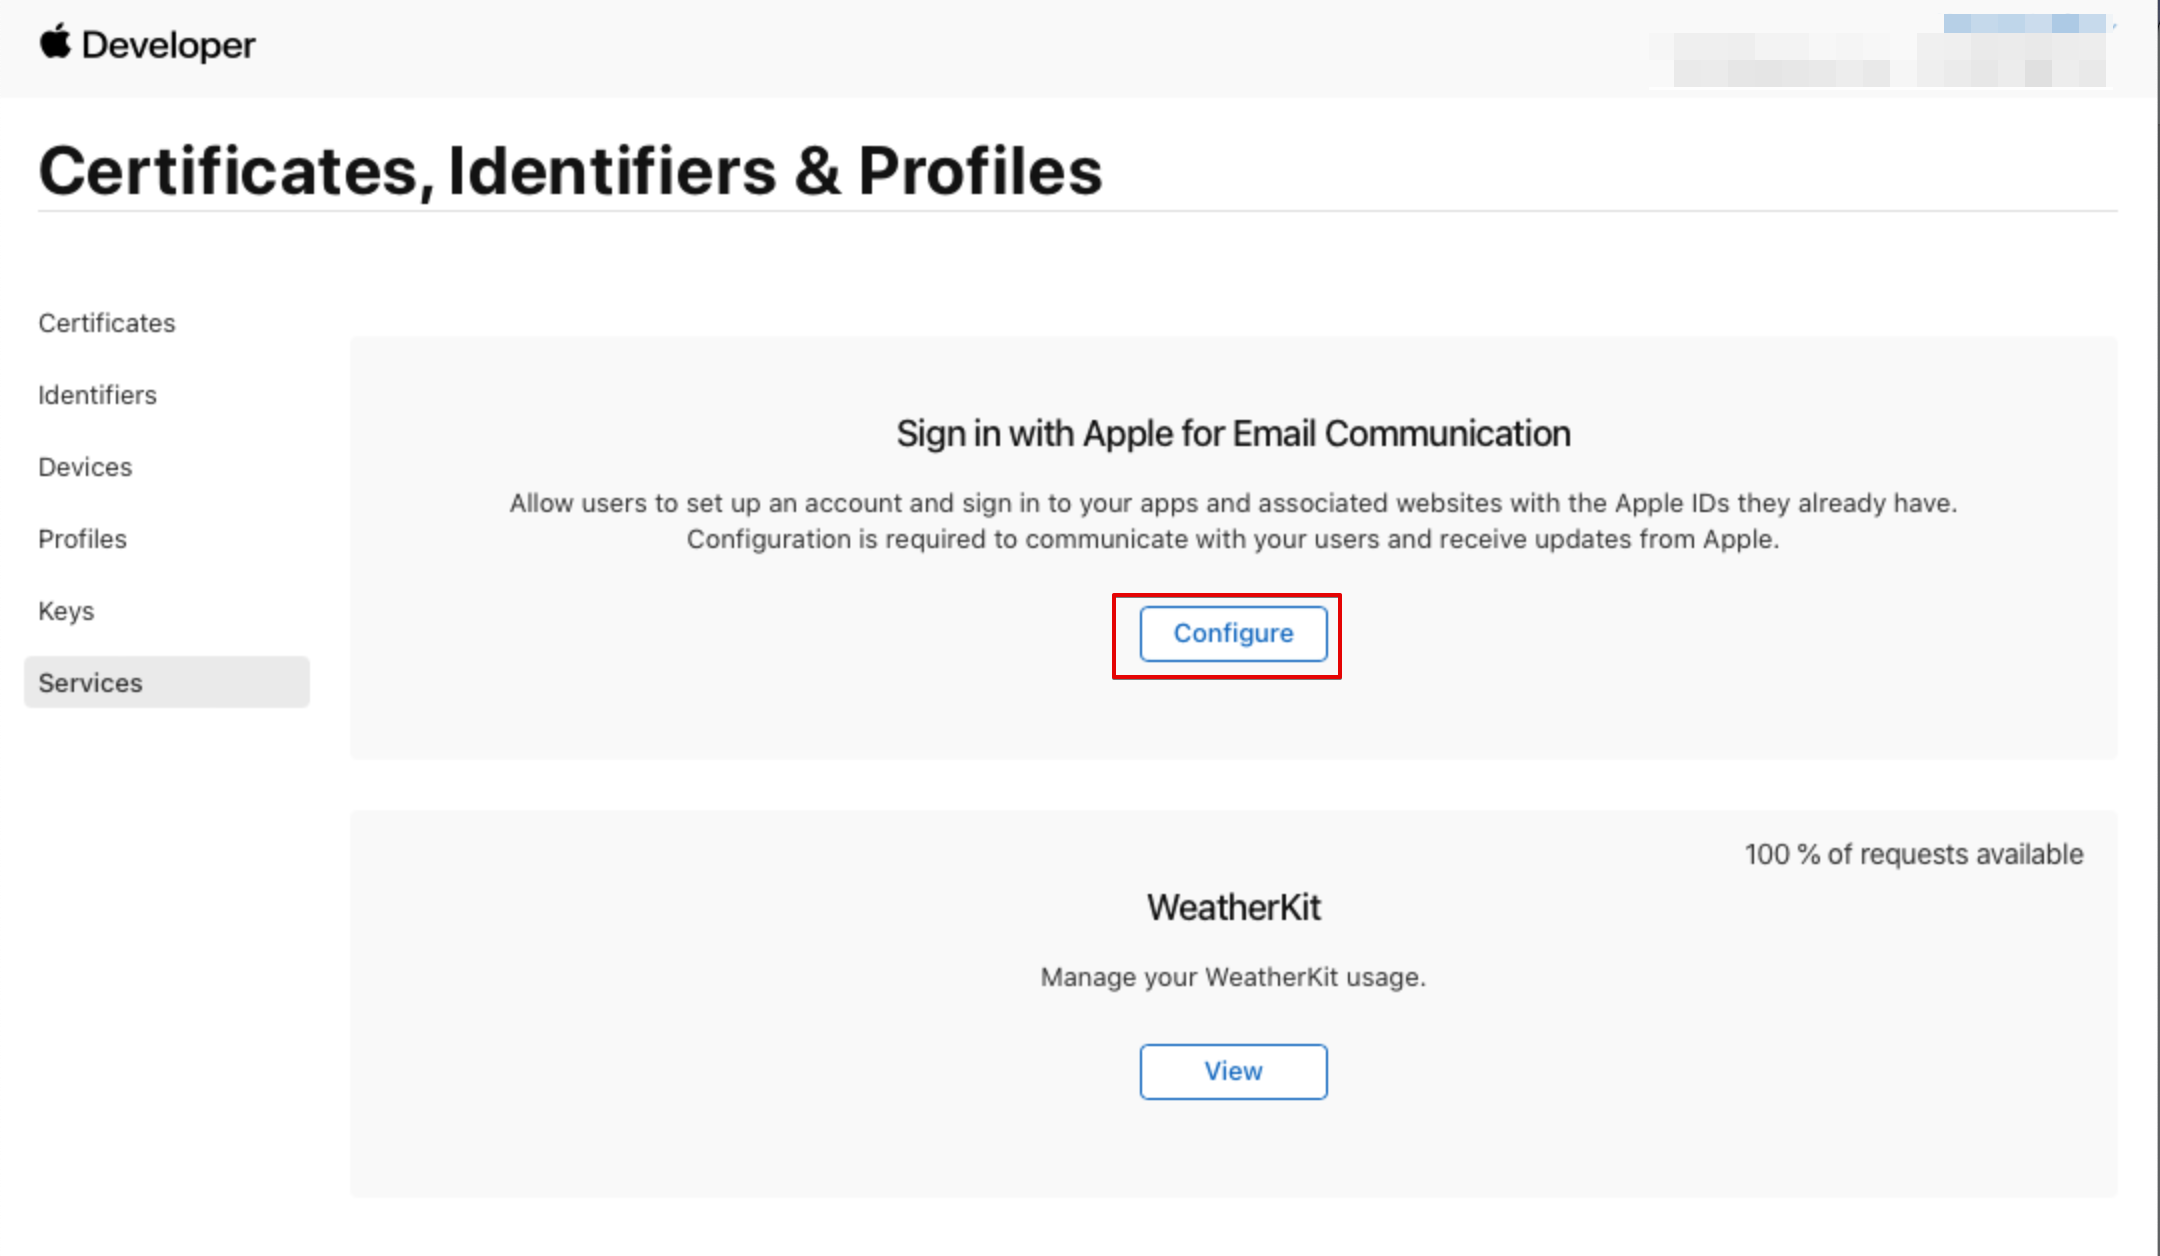 Developer
Certificates, Identifiers & Profiles
Certificates
Identifiers
Devices
Profiles
Keys
Services
Sign in with Apple for Email Communication
Allow users to set up an account and sign in to your apps and associated websites with the Apple IDs they already have.
Configuration is required to communicate with your users and receive updates from Apple.
Configure
100 % of requests available
WeatherKit
Manage your WeatherKit usage.
View